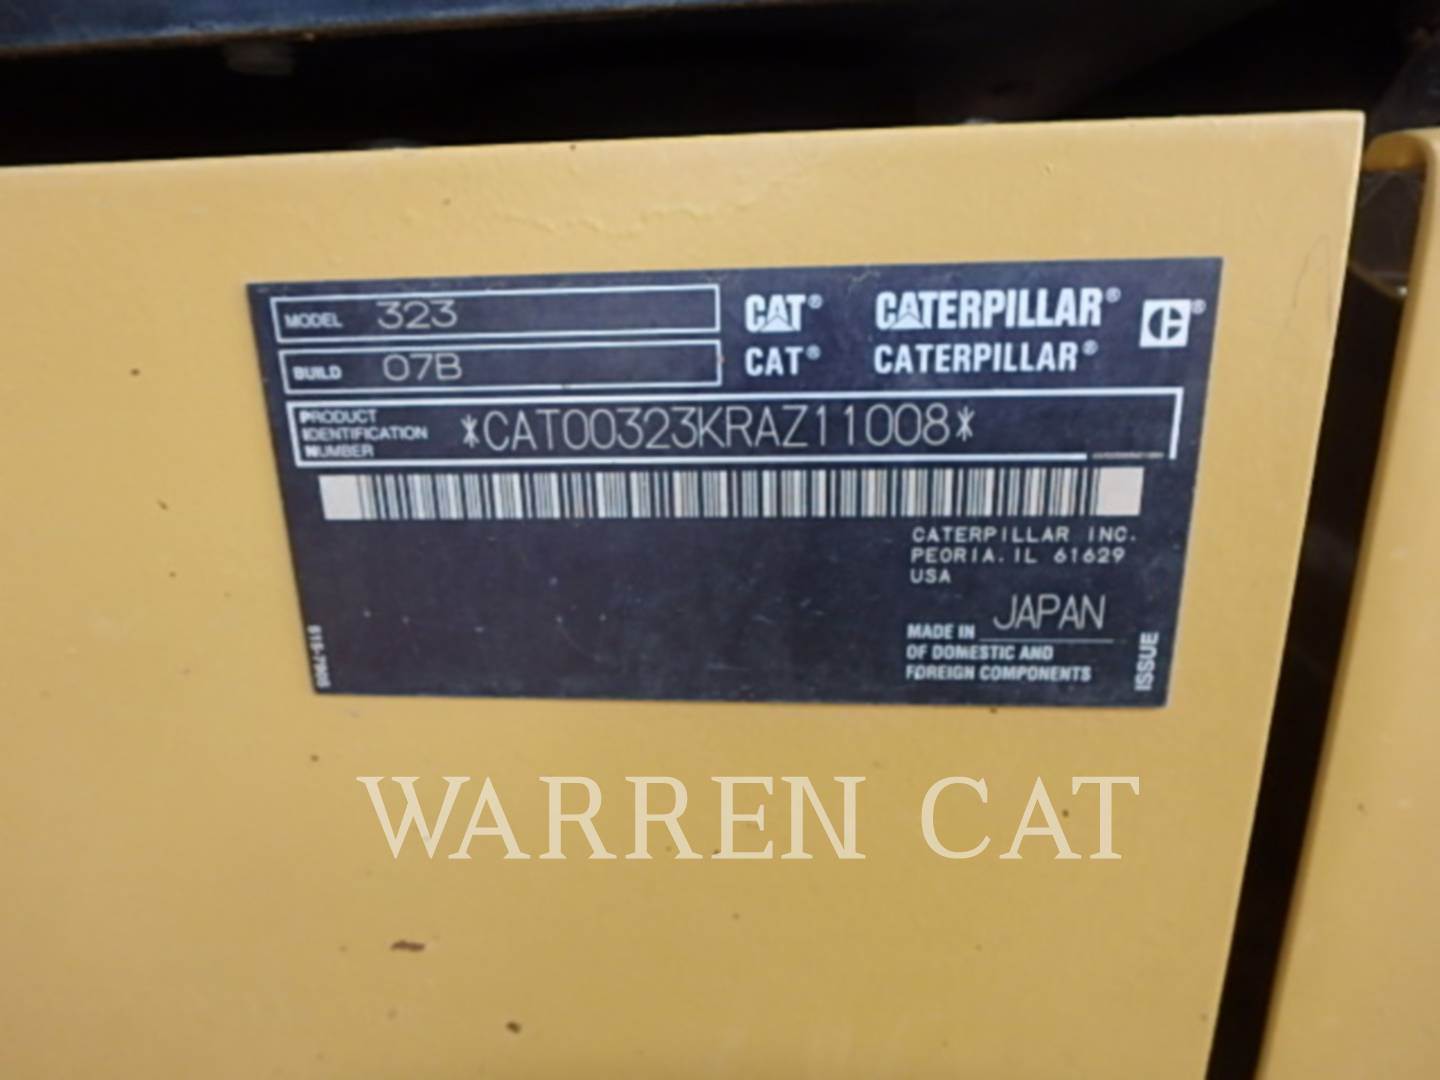 MODEL 323
BUILD 07B
CAT® CATERPILLAR® ®
CAT® CATERPILLAR®
PRODUCT
IDENTIFICATION
NUMBER
*CAT00323KRAZ11008*
CATERPILLAR INC.
PEORIA. IL 61629
USA
MADE IN JAPAN
OF DOMESTIC AND
FOREIGN COMPONENTS
ISSUE
WARREN CAT